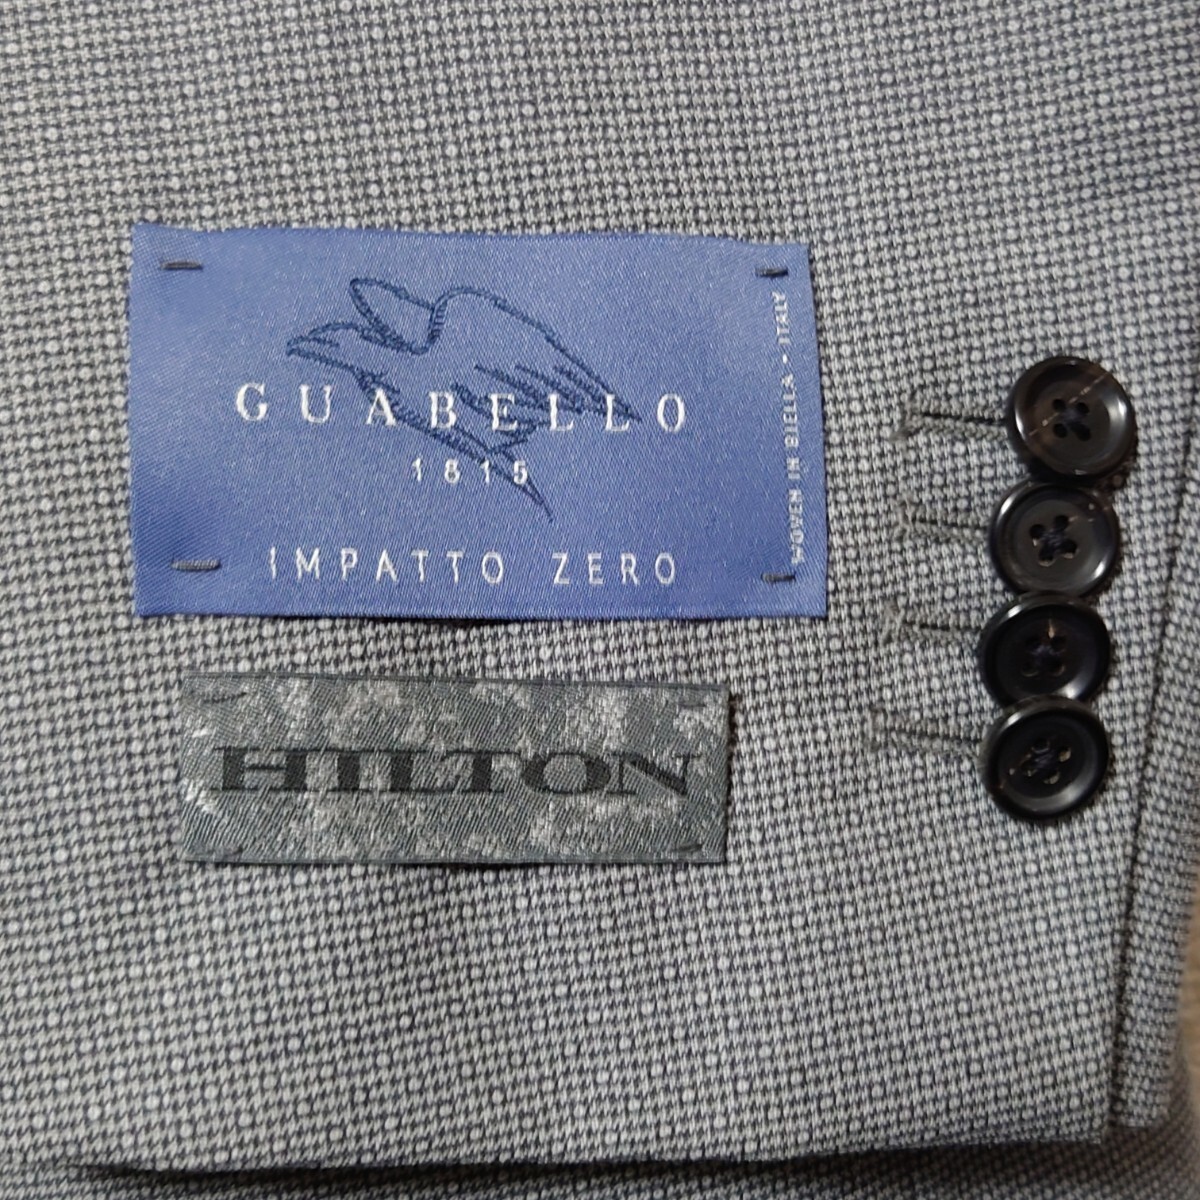 GUABELLO
1815
IMPATTO ZERO
WOVEN IN BIELLA • ITALY
HILTON